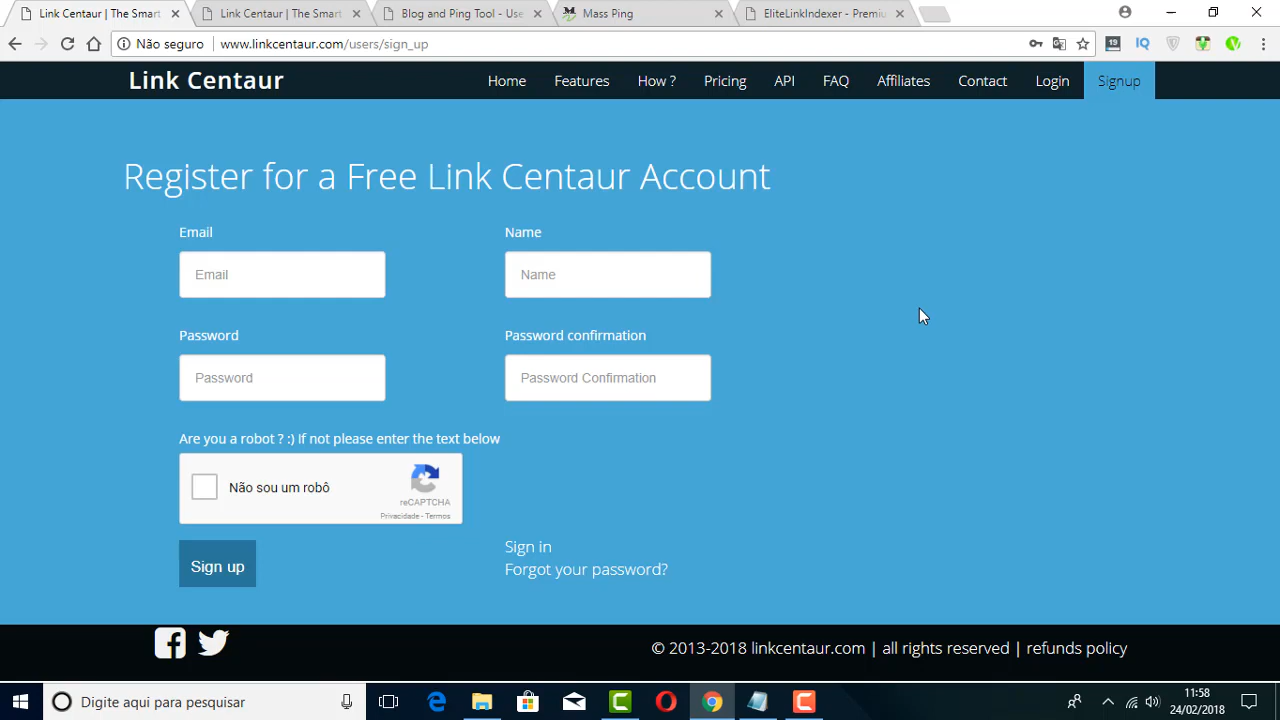 Link Centaur | The Smart
Link Centaur | The Smart
Blog and Ping Tool - Use
Mass Ping
EliteLinkIndexer - Premiu
Não seguro
www.linkcentaur.com/users/sign_up
19
IQ
Link Centaur
Home
Features
How ?
Pricing
API
FAQ
Affiliates
Contact
Login
Signup
Register for a Free Link Centaur Account
Email
Name
Email
Name
Password
Password confirmation
Password
Password Confirmation
Are you a robot ? :) If not please enter the text below
Não sou um robô
reCAPTCHA
Privacidade - Termos
Sign up
Sign in
Forgot your password?
© 2013-2018 linkcentaur.com | all rights reserved | refunds policy
Digite aqui para pesquisar
11:58
24/02/2018